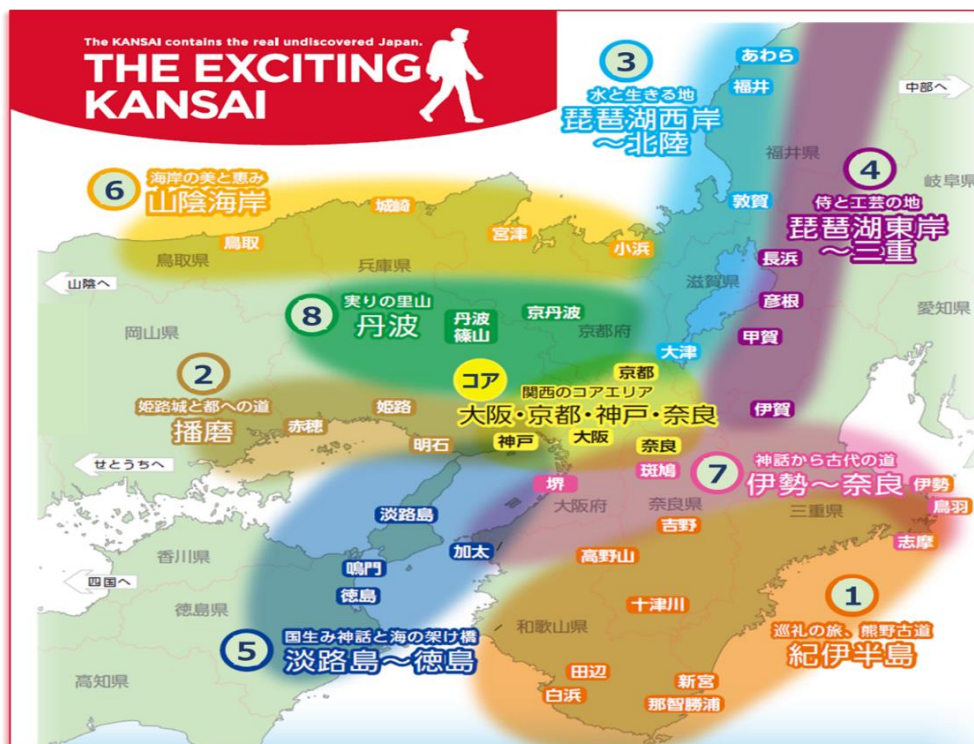 The KANSAI contains the real undiscovered Japan.
THE EXCITING
KANSAI
3
水と生きる地
琵琶湖西岸
～北陸
あわら
福井
中部へ
福井県
岐阜県
4
侍と工芸の地
琵琶湖東岸
～三重
6
海岸の美と恵み
山陰海岸
城崎
宮津
小浜
敦賀
鳥取
鳥取県
兵庫県
滋賀県
長浜
彦根
愛知県
山陰へ
岡山県
8
実りの里山
丹波
丹波
篠山
京丹波
京都府
甲賀
大津
2
姫路城と都への道
播磨
コア
関西のコアエリア
大阪・京都・神戸・奈良
京都
姫路
赤穂
明石
神戸
大阪
奈良
伊賀
せとうちへ
7
神話から古代の道
伊勢～奈良
斑鳩
堺
大阪府
奈良県
三重県
伊勢
鳥羽
志摩
淡路島
加太
吉野
高野山
香川県
鳴門
四国へ
徳島県
徳島
十津川
1
巡礼の旅、熊野古道
紀伊半島
和歌山県
5
国生み神話と海の架け橋
淡路島～徳島
高知県
田辺
白浜
新宮
那智勝浦